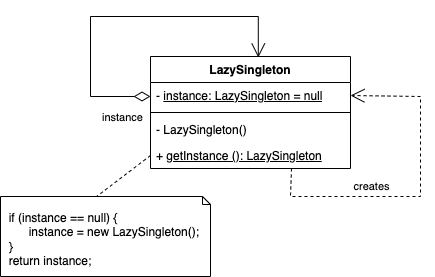 LazySingleton
- instance: LazySingleton = null
instance
- LazySingleton()
+ getInstance (): LazySingleton
creates
if (instance == null) {
instance = new LazySingleton();
}
return instance;